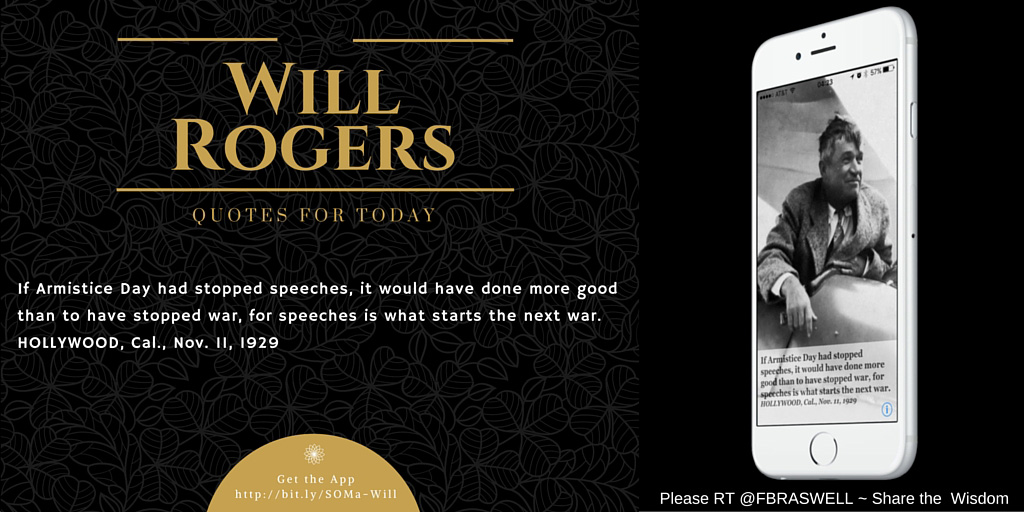 Will
Rogers
QUOTES FOR TODAY
If Armistice Day had stopped speeches, it would have done more good
than to have stopped war, for speeches is what starts the next war.
HOLLYWOOD, Cal., Nov. 11, 1929
Get the App
http://bit.ly/SOMa-Will
AT&T
04:23
57%
If Armistice Day had stopped
speeches, it would have done more
good than to have stopped war, for
speeches is what starts the next war.
HOLLYWOOD, Cal., Nov. 11, 1929
Please RT @FBRASWELL ~ Share the Wisdom